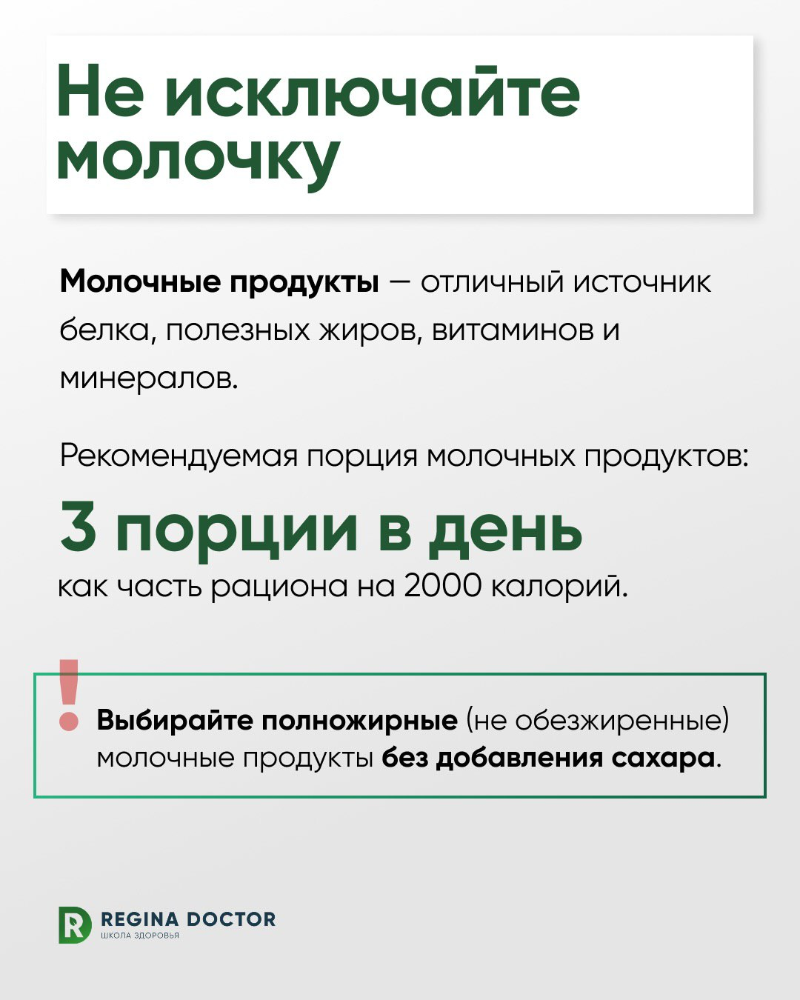 Не исключайте
молочку
Молочные продукты — отличный источник
белка, полезных жиров, витаминов и
минералов.
Рекомендуемая порция молочных продуктов:
3 порции в день
как часть рациона на 2000 калорий.
!
Выбирайте полножирные (не обезжиренные)
молочные продукты без добавления сахара.
REGINA DOCTOR
ШКОЛА ЗДОРОВЬЯ